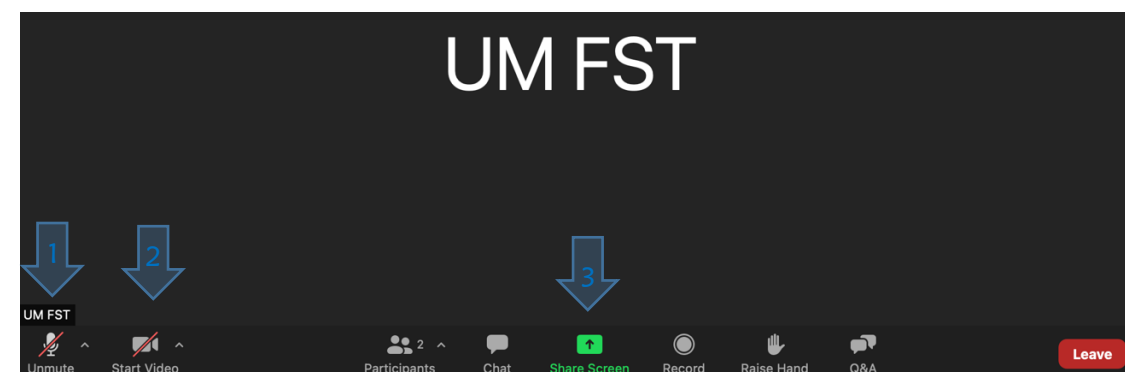 UM FST
1
2
3
UM FST
2
Unmute Start Video Participants Chat Share Screen Record Raise Hand Q&A
Leave